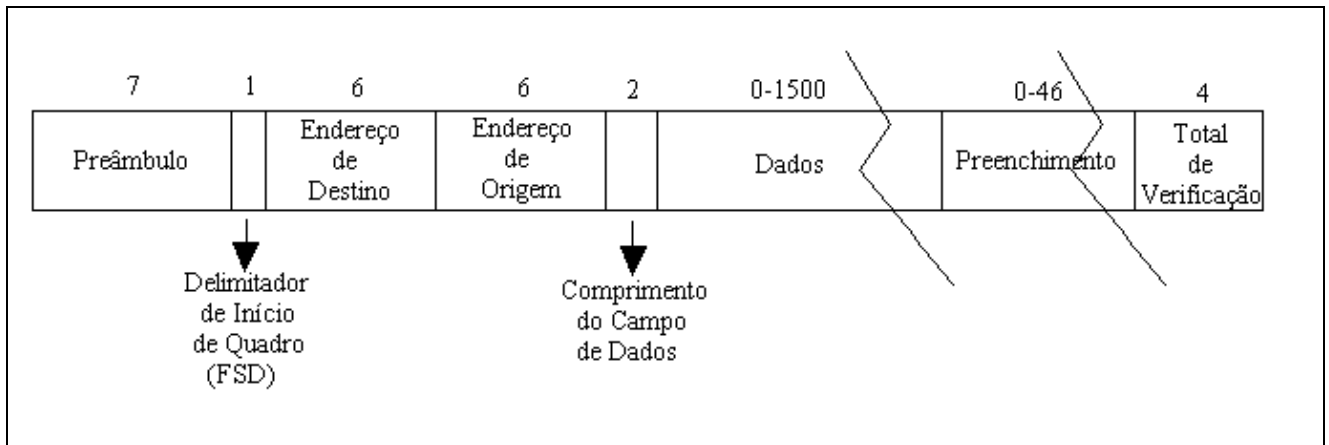 7 1 6 6 2 0-1500 0-46 4
Preâmbulo
Endereço
de
Destino
Endereço
de
Origem
Dados
Preenchimento
Total
de
Verificação
Delimitador
de Início
de Quadro
(FSD)
Comprimento
do Campo
de Dados